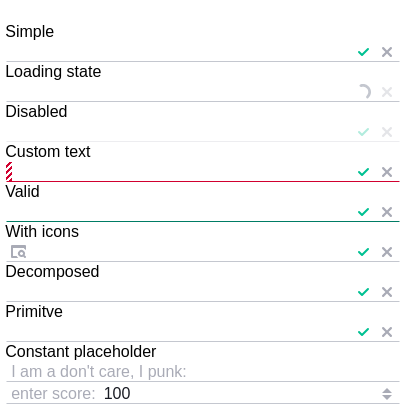 Simple
Loading state
Disabled
Custom text
Valid
With icons
Decomposed
Primitve
Constant placeholder
I am a don't care, I punk:
enter score: 100